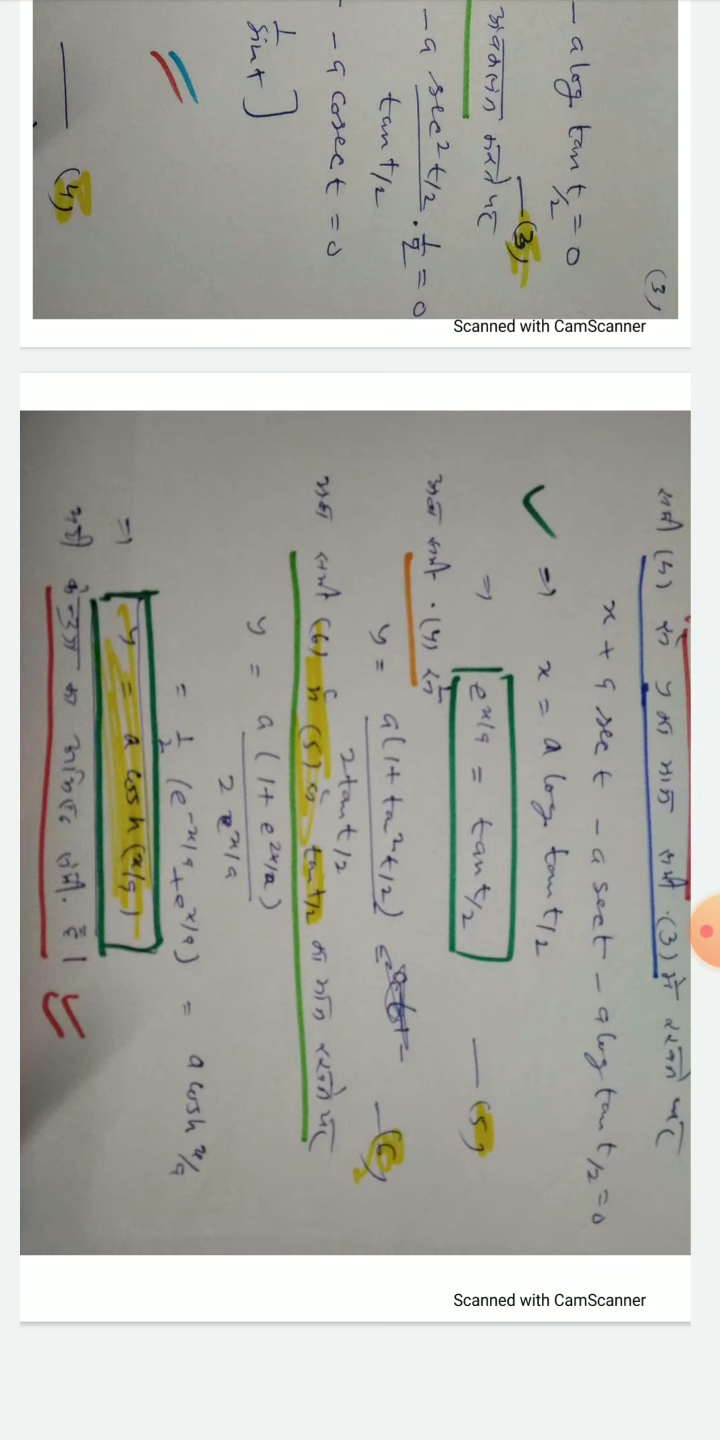 (3)
- a log tan t/2 = 0
—(3)
अवकलन करने पर
- a sec² t/2 / tan t/2 . 1/2 = 0
- a cosec t = 0
1/sin t ]
— (4)
Scanned with CamScanner
समी (4) से y का मान समी. (3) में रखने पर
x + a sec t - a sec t - a log tan t/2 = 0
⇒ x = a log tan t/2
⇒ e^x/a = tan t/2 —(5)
अब समी. (4) से
y = a(1 + tan² t/2) / 2 tan t/2 —(6)
अब समी (6) में (5) से tan t/2 का मान रखने पर
y = a (1 + e^2x/a) / 2 e^x/a
= 1/2 (e^-x/a + e^x/a) = a cosh x/a
⇒ y = a cosh (x/a)
यही केन्द्रज का अभिष्ट समी. है।
Scanned with CamScanner